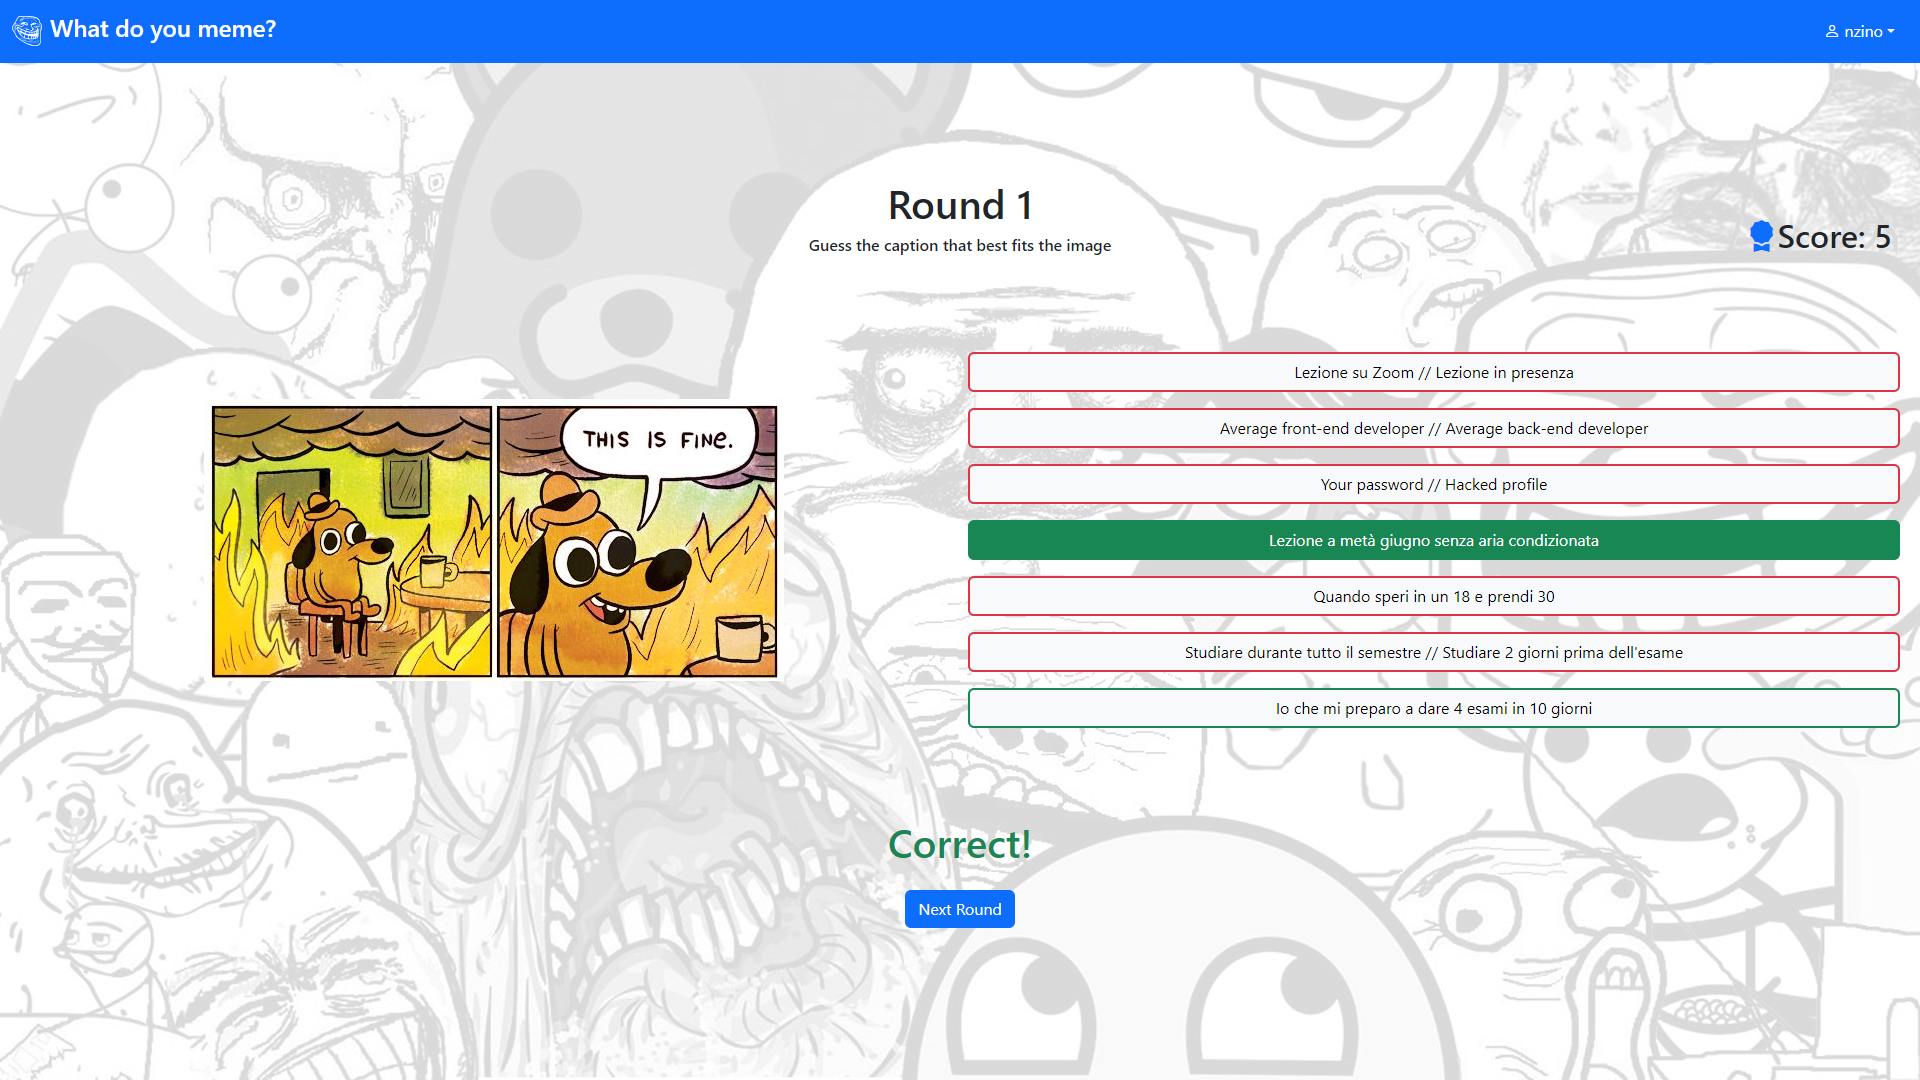 What do you meme?
nzino
Round 1
Guess the caption that best fits the image
Score: 5
THIS IS FINE.
Lezione su Zoom // Lezione in presenza
Average front-end developer // Average back-end developer
Your password // Hacked profile
Lezione a metà giugno senza aria condizionata
Quando speri in un 18 e prendi 30
Studiare durante tutto il semestre // Studiare 2 giorni prima dell'esame
Io che mi preparo a dare 4 esami in 10 giorni
Correct!
Next Round